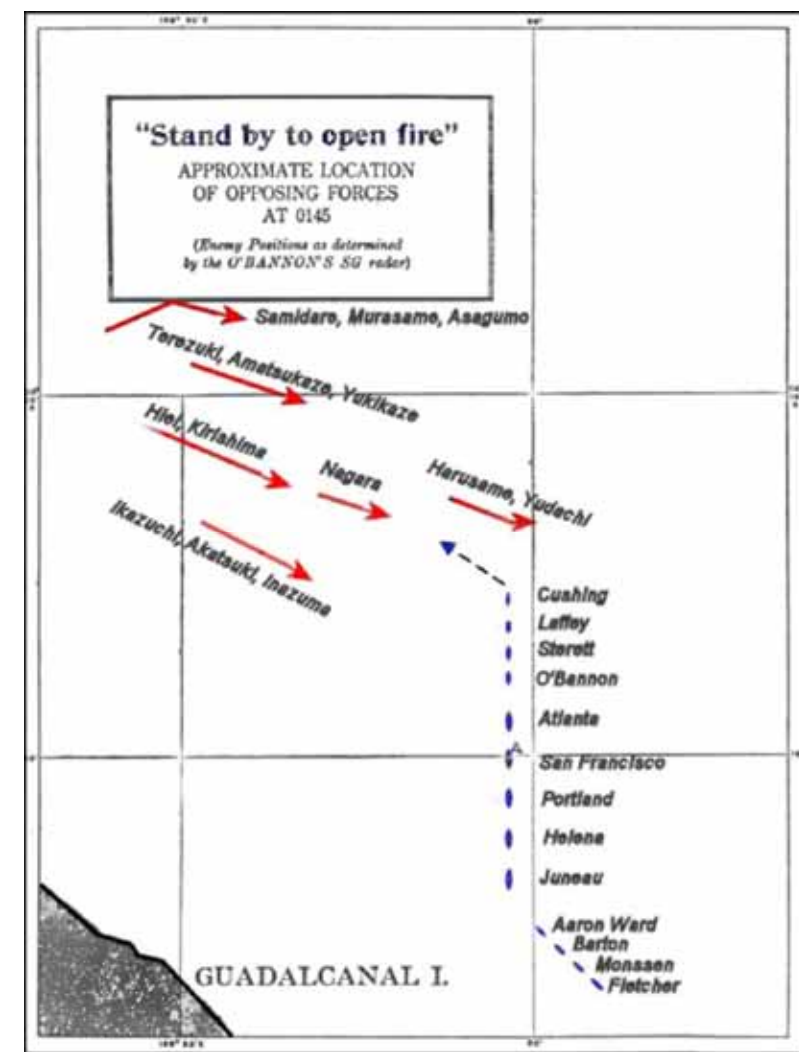 “Stand by to open fire”
APPROXIMATE LOCATION
OF OPPOSING FORCES
AT 0145
(Enemy Positions as determined
by the O'BANNON'S SG radar)
Samidare, Murasame, Asagumo
Terezuki, Amatsukaze, Yukikaze
Hiei, Kirishima
Nagara
Harusame, Yudachi
Ikazuchi, Akatsuki, Inazuma
Cushing
Laffey
Sterett
O'Bannon
Atlanta
San Francisco
Portland
Helena
Juneau
Aaron Ward
Barton
Monssen
Fletcher
GUADALCANAL I.